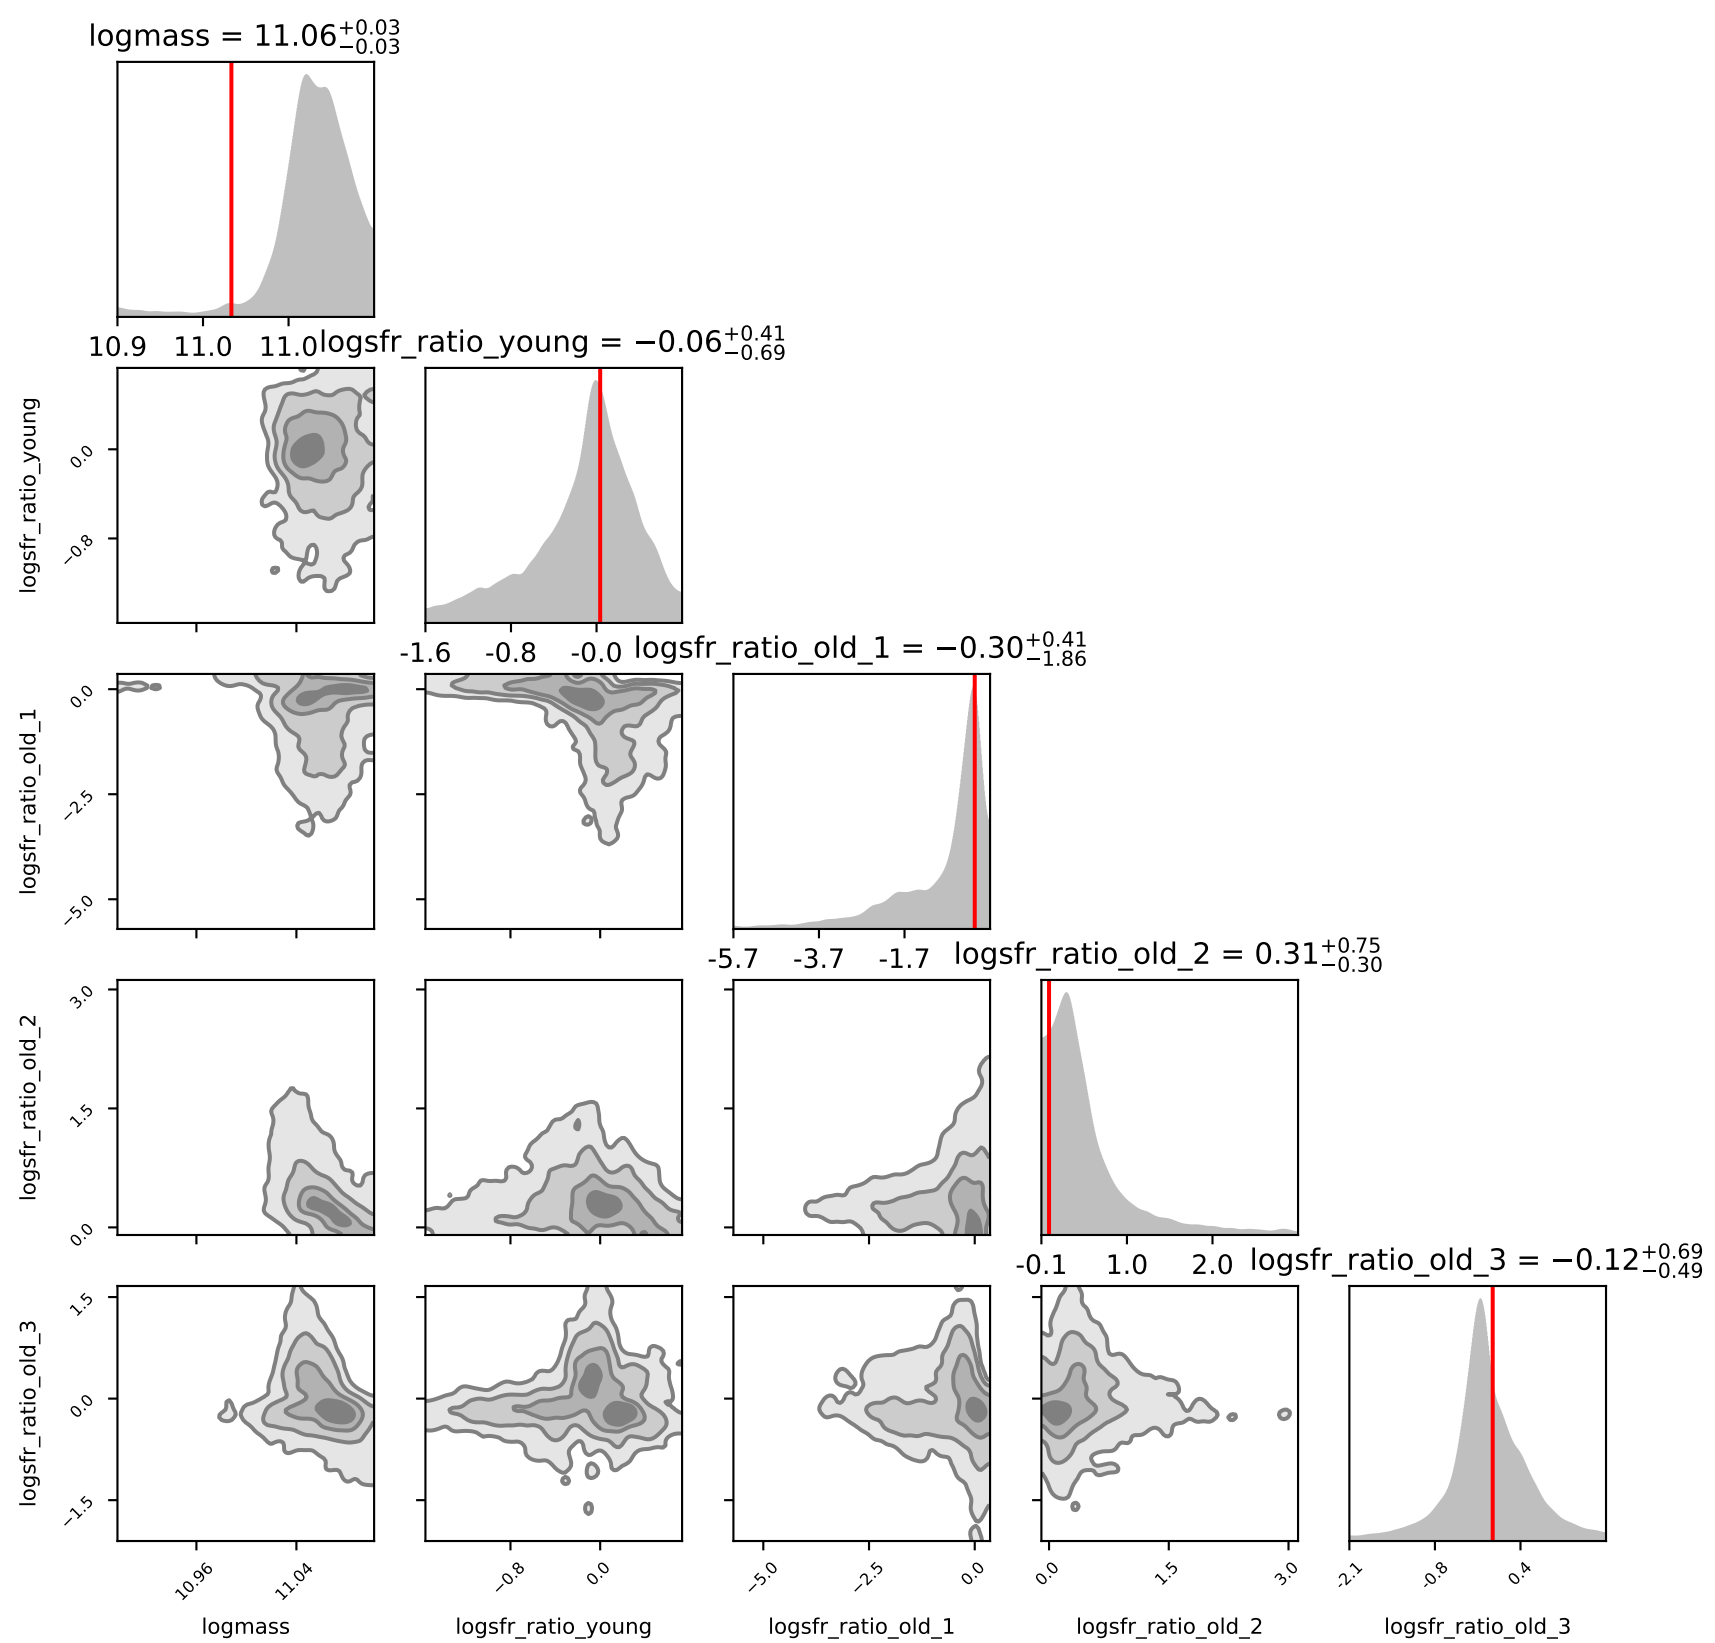 logmass = 11.06+0.03−0.03
10.9 11.0 11.0
logsfr_ratio_young = −0.06+0.41−0.69
logsfr_ratio_young
0.0
−0.8
-1.6 -0.8 -0.0
logsfr_ratio_old_1 = −0.30+0.41−1.86
logsfr_ratio_old_1
0.0
−2.5
−5.0
-5.7 -3.7 -1.7
logsfr_ratio_old_2 = 0.31+0.75−0.30
logsfr_ratio_old_2
3.0
1.5
0.0
-0.1 1.0 2.0
logsfr_ratio_old_3 = −0.12+0.69−0.49
logsfr_ratio_old_3
1.5
0.0
−1.5
10.96 11.04 −0.8 0.0 −5.0 −2.5 0.0 0.0 1.5 3.0 -2.1 -0.8 0.4
logmass logsfr_ratio_young logsfr_ratio_old_1 logsfr_ratio_old_2 logsfr_ratio_old_3